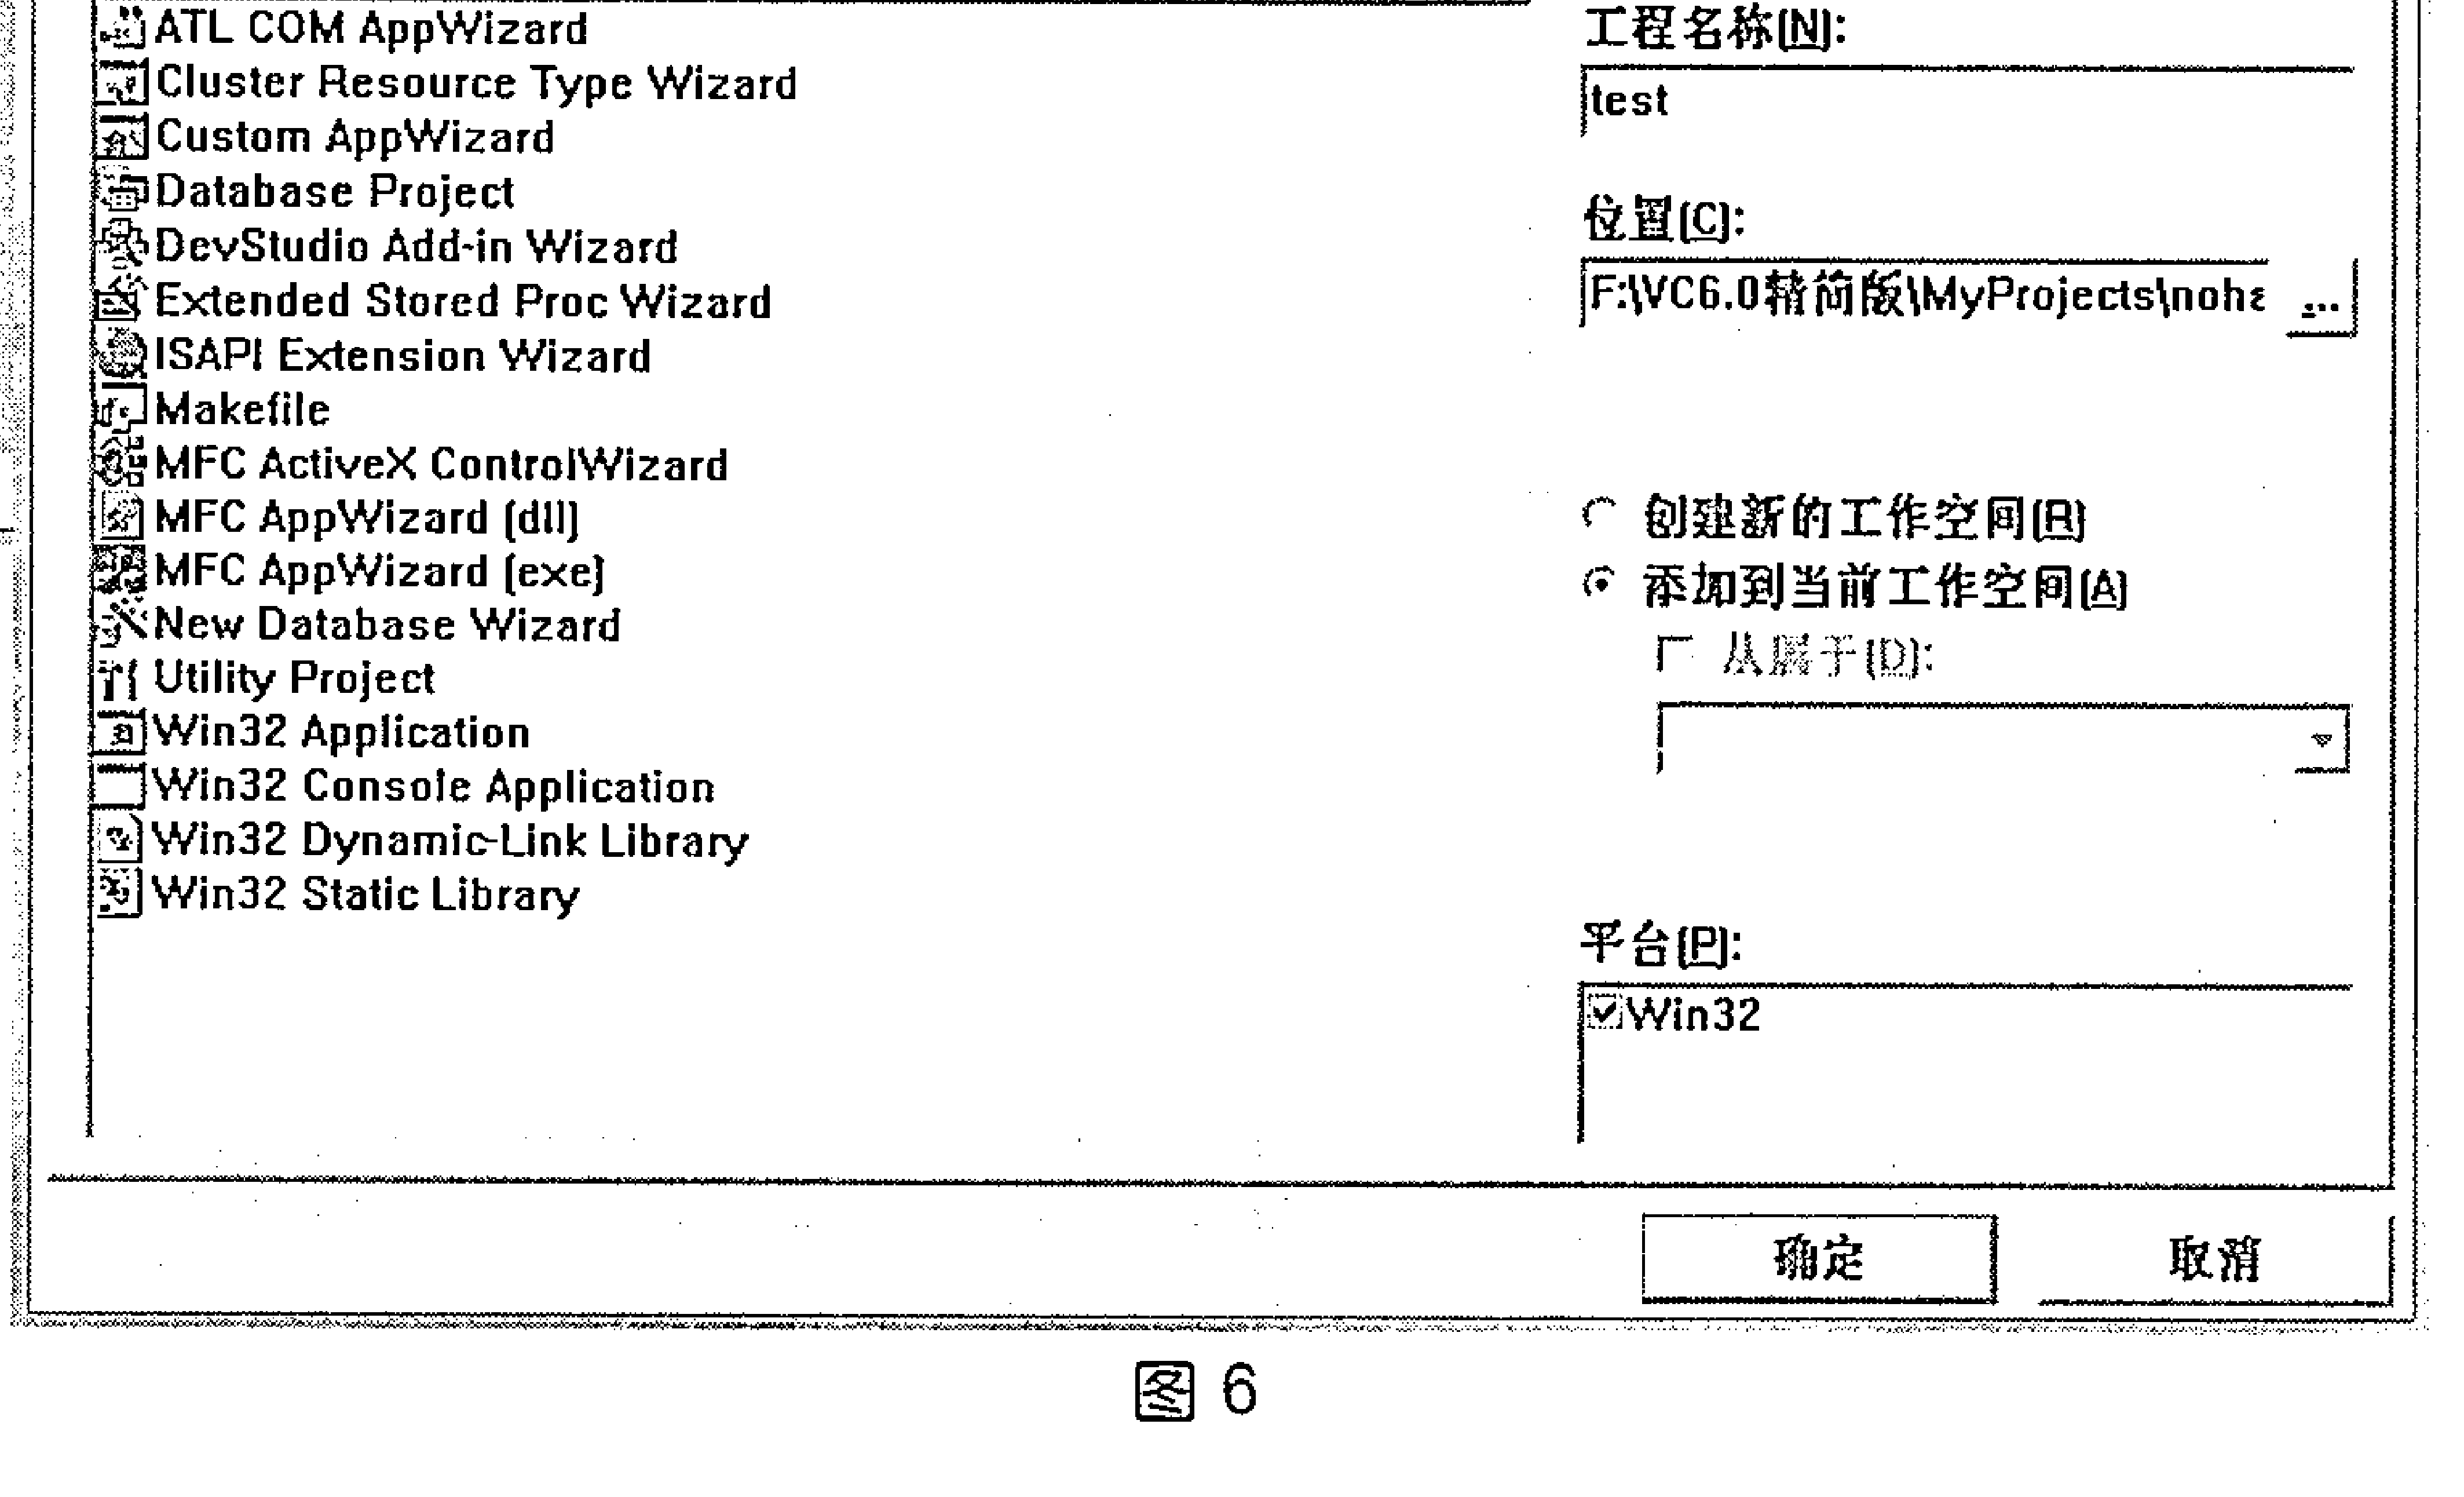 ATL COM AppWizard
Cluster Resource Type Wizard
Custom AppWizard
Database Project
DevStudio Add-in Wizard
Extended Stored Proc Wizard
ISAPI Extension Wizard
Makefile
MFC ActiveX ControlWizard
MFC AppWizard (dll)
MFC AppWizard (exe)
New Database Wizard
Utility Project
Win32 Application
Win32 Console Application
Win32 Dynamic-Link Library
Win32 Static Library
工程名称(N):
test
位置(C):
F:\VC6.0精简版\MyProjects\noha ...
创建新的工作空间(R)
添加到当前工作空间(A)
从属于(D):
平台(P):
Win32
确定
取消
图 6